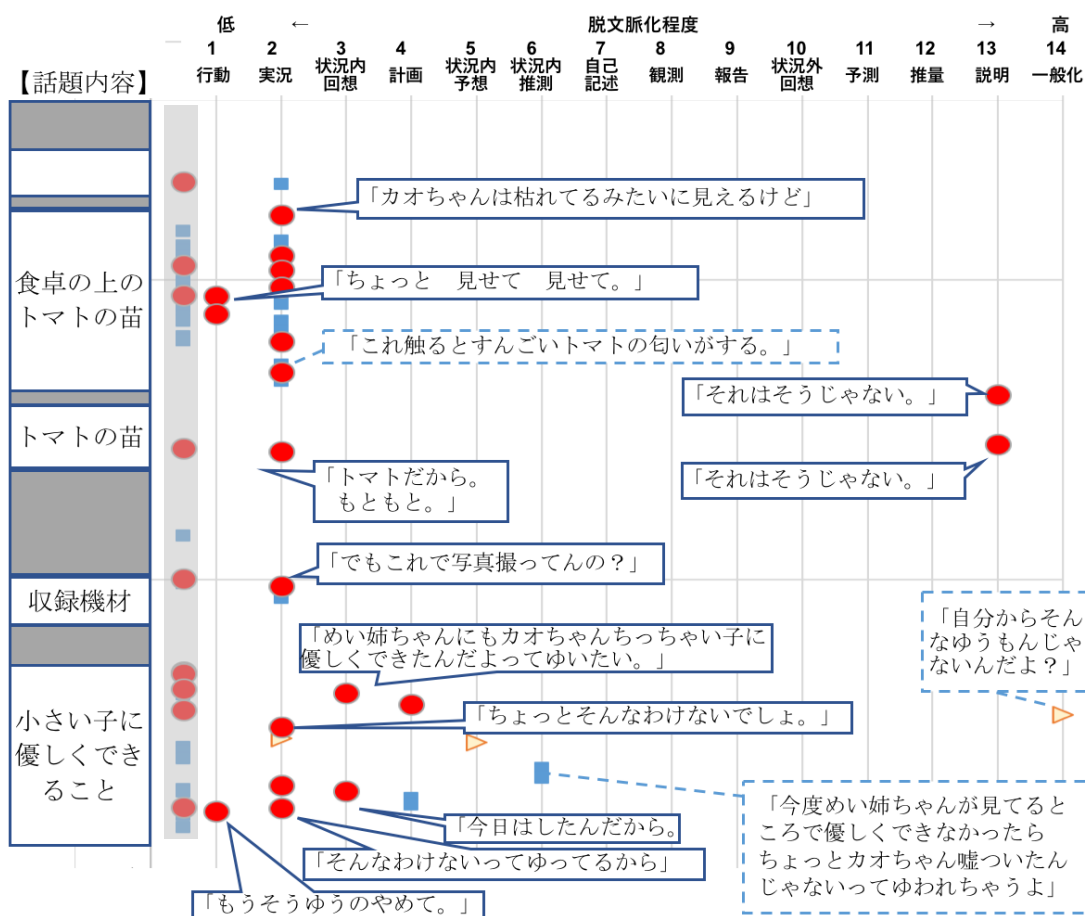 低 ← 脱文脈化程度 → 高
1 2 3 4 5 6 7 8 9 10 11 12 13 14
行動
実況
状況内
回想
計画
状況内
予想
状況内
推測
自己
記述
観測
報告
状況外
回想
予測
推量
説明
一般化
【話題内容】
「カオちゃんは枯れてるみたいに見えるけど」
食卓の上の
トマトの苗
「ちょっと　見せて　見せて。」
「これ触るとすんごいトマトの匂いがする。」
「それはそうじゃない。」
トマトの苗
「それはそうじゃない。」
「トマトだから。
もともと。」
「でもこれで写真撮ってんの？」
収録機材
「自分からそん
なゆうもんじゃ
ないんだよ？」
「めい姉ちゃんにもカオちゃんちっちゃい子に
優しくできたんだよってゆいたい。」
小さい子に
優しくでき
ること
「ちょっとそんなわけないでしょ。」
「今度めい姉ちゃんが見てると
ころで優しくできなかったら
ちょっとカオちゃん嘘ついたん
じゃないってゆわれちゃうよ」
「今日はしたんだから。
「そんなわけないってゆってるから」
「もうそうゆうのやめて。」